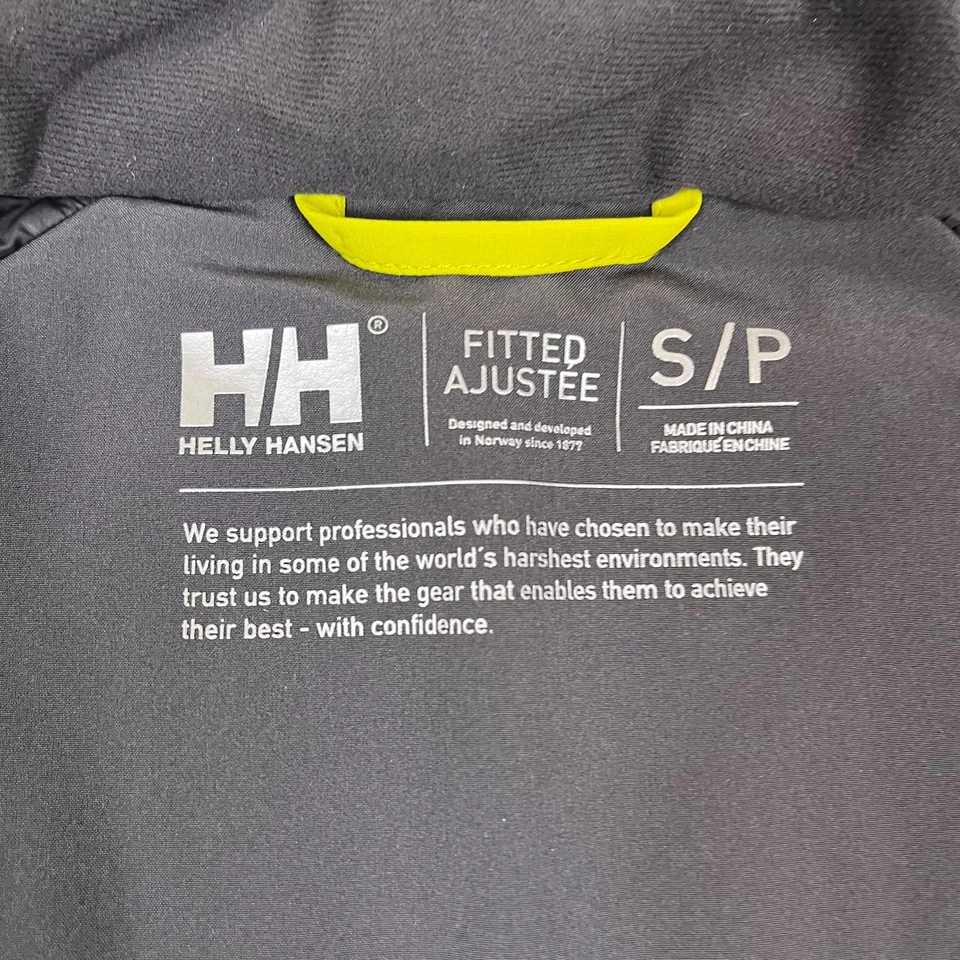 HH®
HELLY HANSEN
FITTED
AJUSTÉE
Designed and developed
in Norway since 1877
S/P
MADE IN CHINA
FABRIQUÉ EN CHINE
We support professionals who have chosen to make their
living in some of the world´s harshest environments. They
trust us to make the gear that enables them to achieve
their best - with confidence.